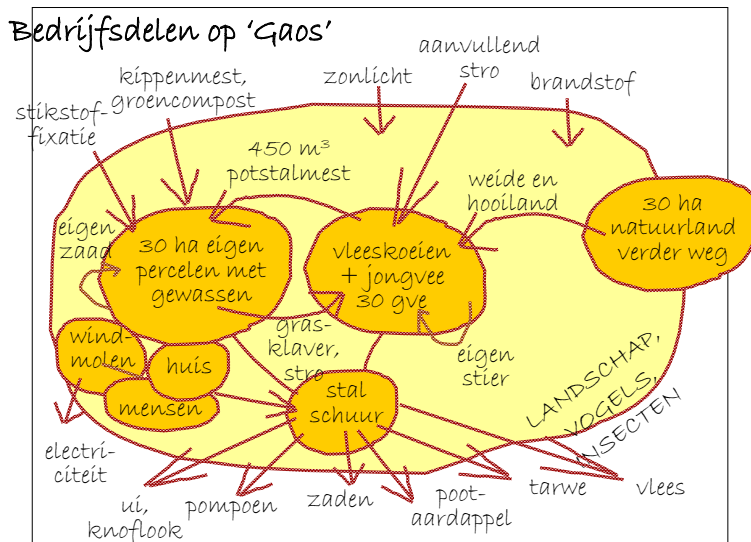 Bedrijfsdelen op ‘Gaos’
kippenmest,
groencompost
zonlicht
aanvullend
stro
brandstof
stikstof-
fixatie
450 m³
potstalmest
weide en
hooiland
30 ha
natuurland
verder weg
eigen
zaad
30 ha eigen
percelen met
gewassen
vleeskoeien
+ jongvee
30 gve
wind-
molen
huis
mensen
gras-
klaver,
stro
eigen
stier
stal
schuur
LANDSCHAP,
VOGELS,
INSECTEN
electri-
citeit
ui,
knoflook
pompoen
zaden
poot-
aardappel
tarwe
vlees